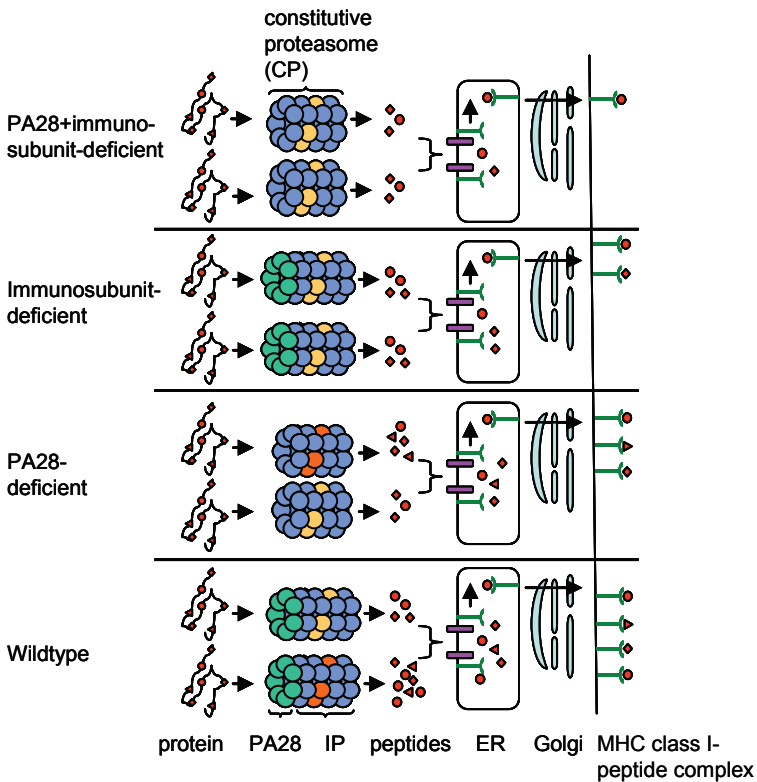 constitutive
proteasome
(CP)
PA28+immuno-
subunit-deficient
Immunosubunit-
deficient
PA28-
deficient
Wildtype
protein PA28 IP peptides ER Golgi MHC class I-
peptide complex